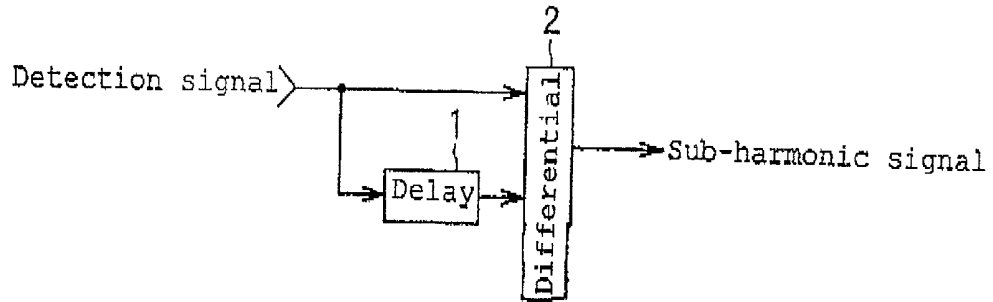 2
Detection signal
1
Delay
Differential
Sub-harmonic signal